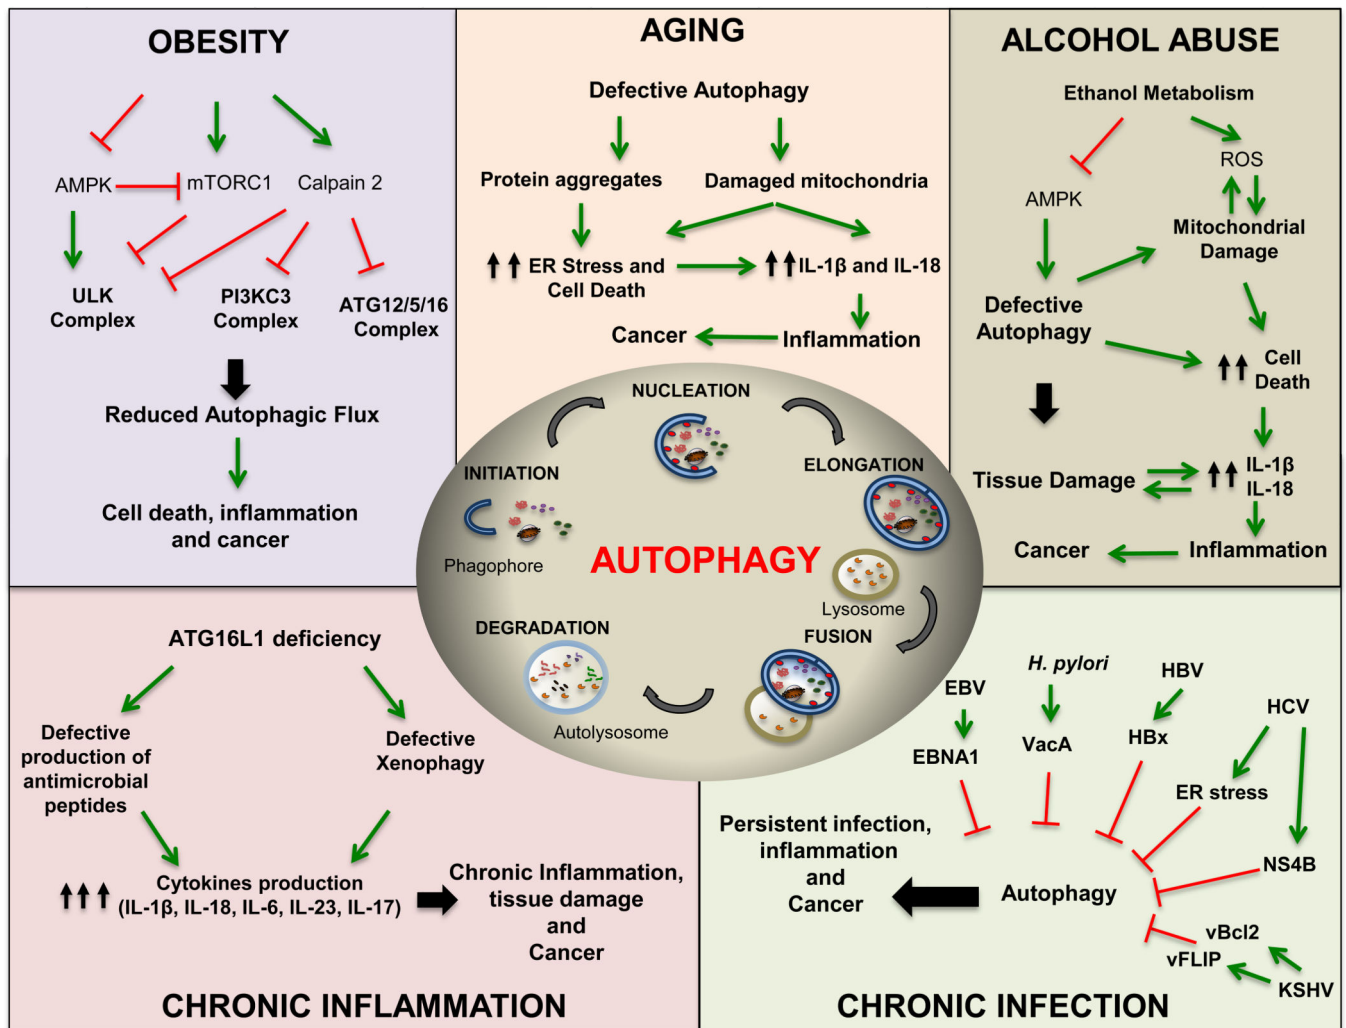 OBESITY
AMPK
mTORC1
Calpain 2
ULK
Complex
PI3KC3
Complex
ATG12/5/16
Complex
Reduced Autophagic Flux
Cell death, inflammation
and cancer
AGING
Defective Autophagy
Protein aggregates
Damaged mitochondria
ER Stress and
Cell Death
IL-1β and IL-18
Cancer
Inflammation
ALCOHOL ABUSE
Ethanol Metabolism
ROS
AMPK
Mitochondrial
Damage
Defective
Autophagy
Cell
Death
Tissue Damage
IL-1β
IL-18
Cancer
Inflammation
NUCLEATION
INITIATION
ELONGATION
Phagophore
AUTOPHAGY
Lysosome
DEGRADATION
FUSION
Autolysosome
ATG16L1 deficiency
Defective
production of
antimicrobial
peptides
Defective
Xenophagy
Cytokines production
(IL-1β, IL-18, IL-6, IL-23, IL-17)
Chronic Inflammation,
tissue damage
and
Cancer
CHRONIC INFLAMMATION
EBV
H. pylori
HBV
HCV
EBNA1
VacA
HBx
ER stress
NS4B
Persistent infection,
inflammation
and
Cancer
Autophagy
vBcl2
vFLIP
KSHV
CHRONIC INFECTION